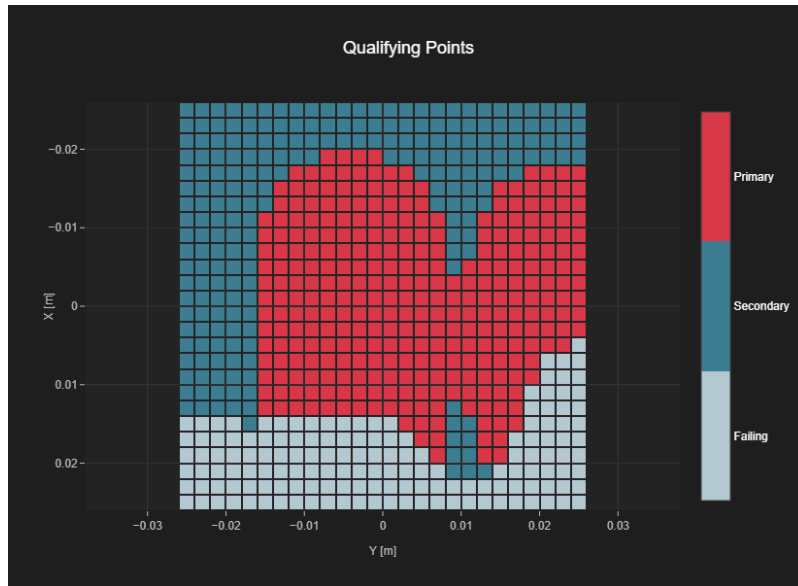 Qualifying Points
−0.02
−0.01
0
0.01
0.02
X [m]
−0.03
−0.02
−0.01
0
0.01
0.02
0.03
Y [m]
Primary
Secondary
Failing